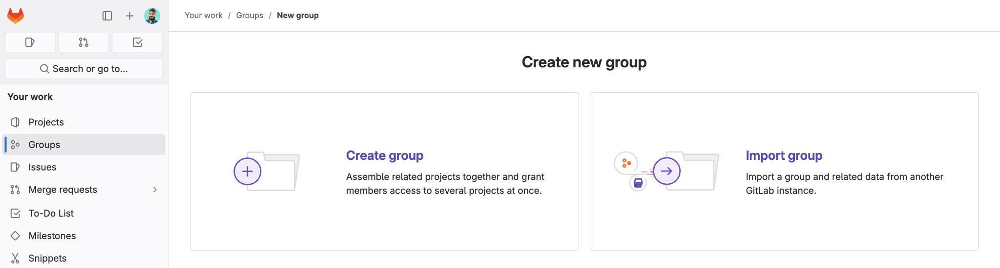 Your work / Groups / New group
Search or go to...
Your work
Projects
Groups
Issues
Merge requests
To-Do List
Milestones
Snippets
Create new group
Create group
Assemble related projects together and grant
members access to several projects at once.
Import group
Import a group and related data from another
GitLab instance.